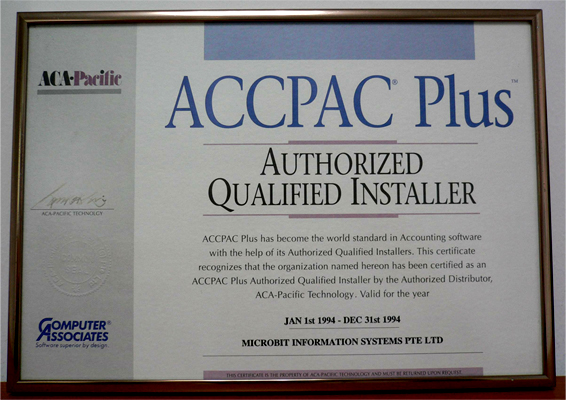 ACA-Pacific
ACCPAC® Plus™
AUTHORIZED
QUALIFIED INSTALLER
ACA-PACIFIC TECHNOLOGY
ACCPAC Plus has become the world standard in Accounting software
with the help of its Authorized Qualified Installers. This certificate
recognizes that the organization named hereon has been certified as an
ACCPAC Plus Authorized Qualified Installer by the Authorized Distributor,
ACA-Pacific Technology. Valid for the year
JAN 1st 1994 - DEC 31st 1994
MICROBIT INFORMATION SYSTEMS PTE LTD
COMPUTER®
ASSOCIATES
Software superior by design.
THIS CERTIFICATE IS THE PROPERTY OF ACA-PACIFIC TECHNOLOGY AND MUST BE RETURNED UPON REQUEST